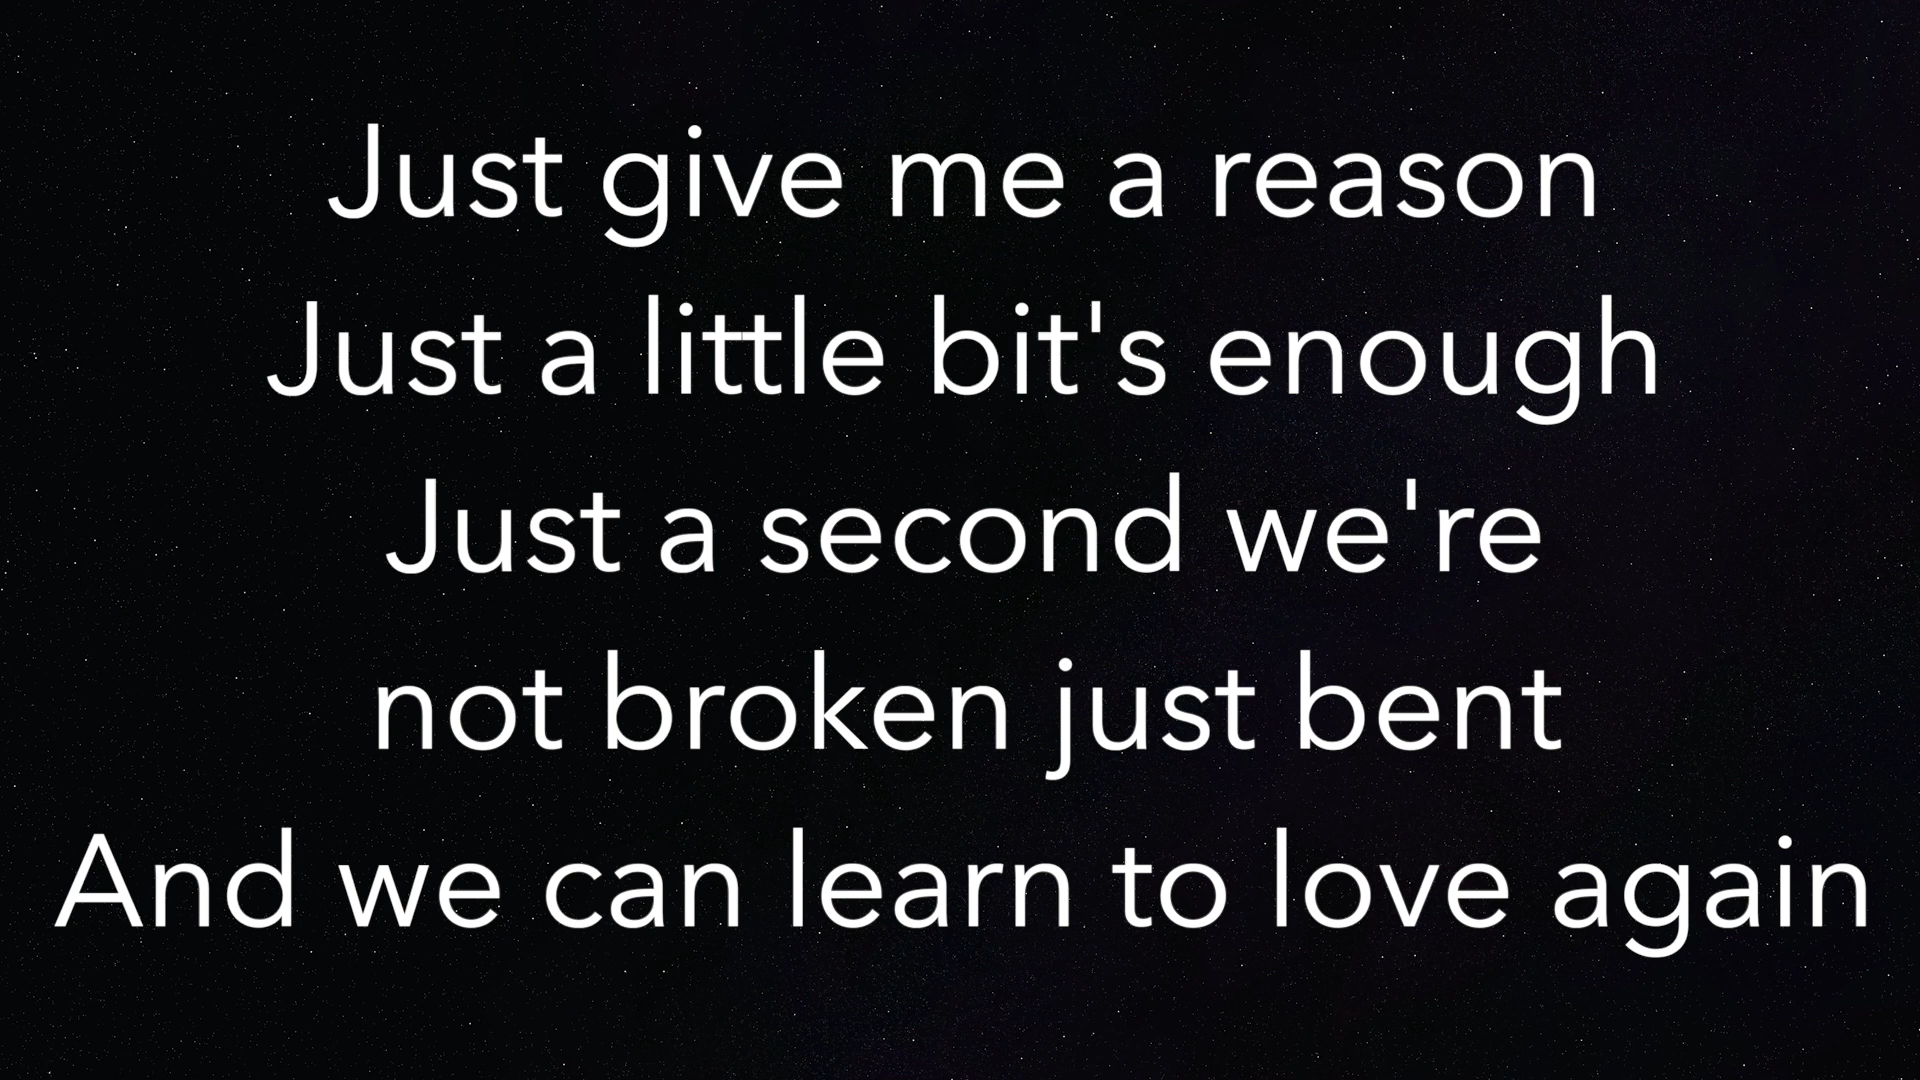 Just give me a reason
Just a little bit's enough
Just a second we're
not broken just bent
And we can learn to love again